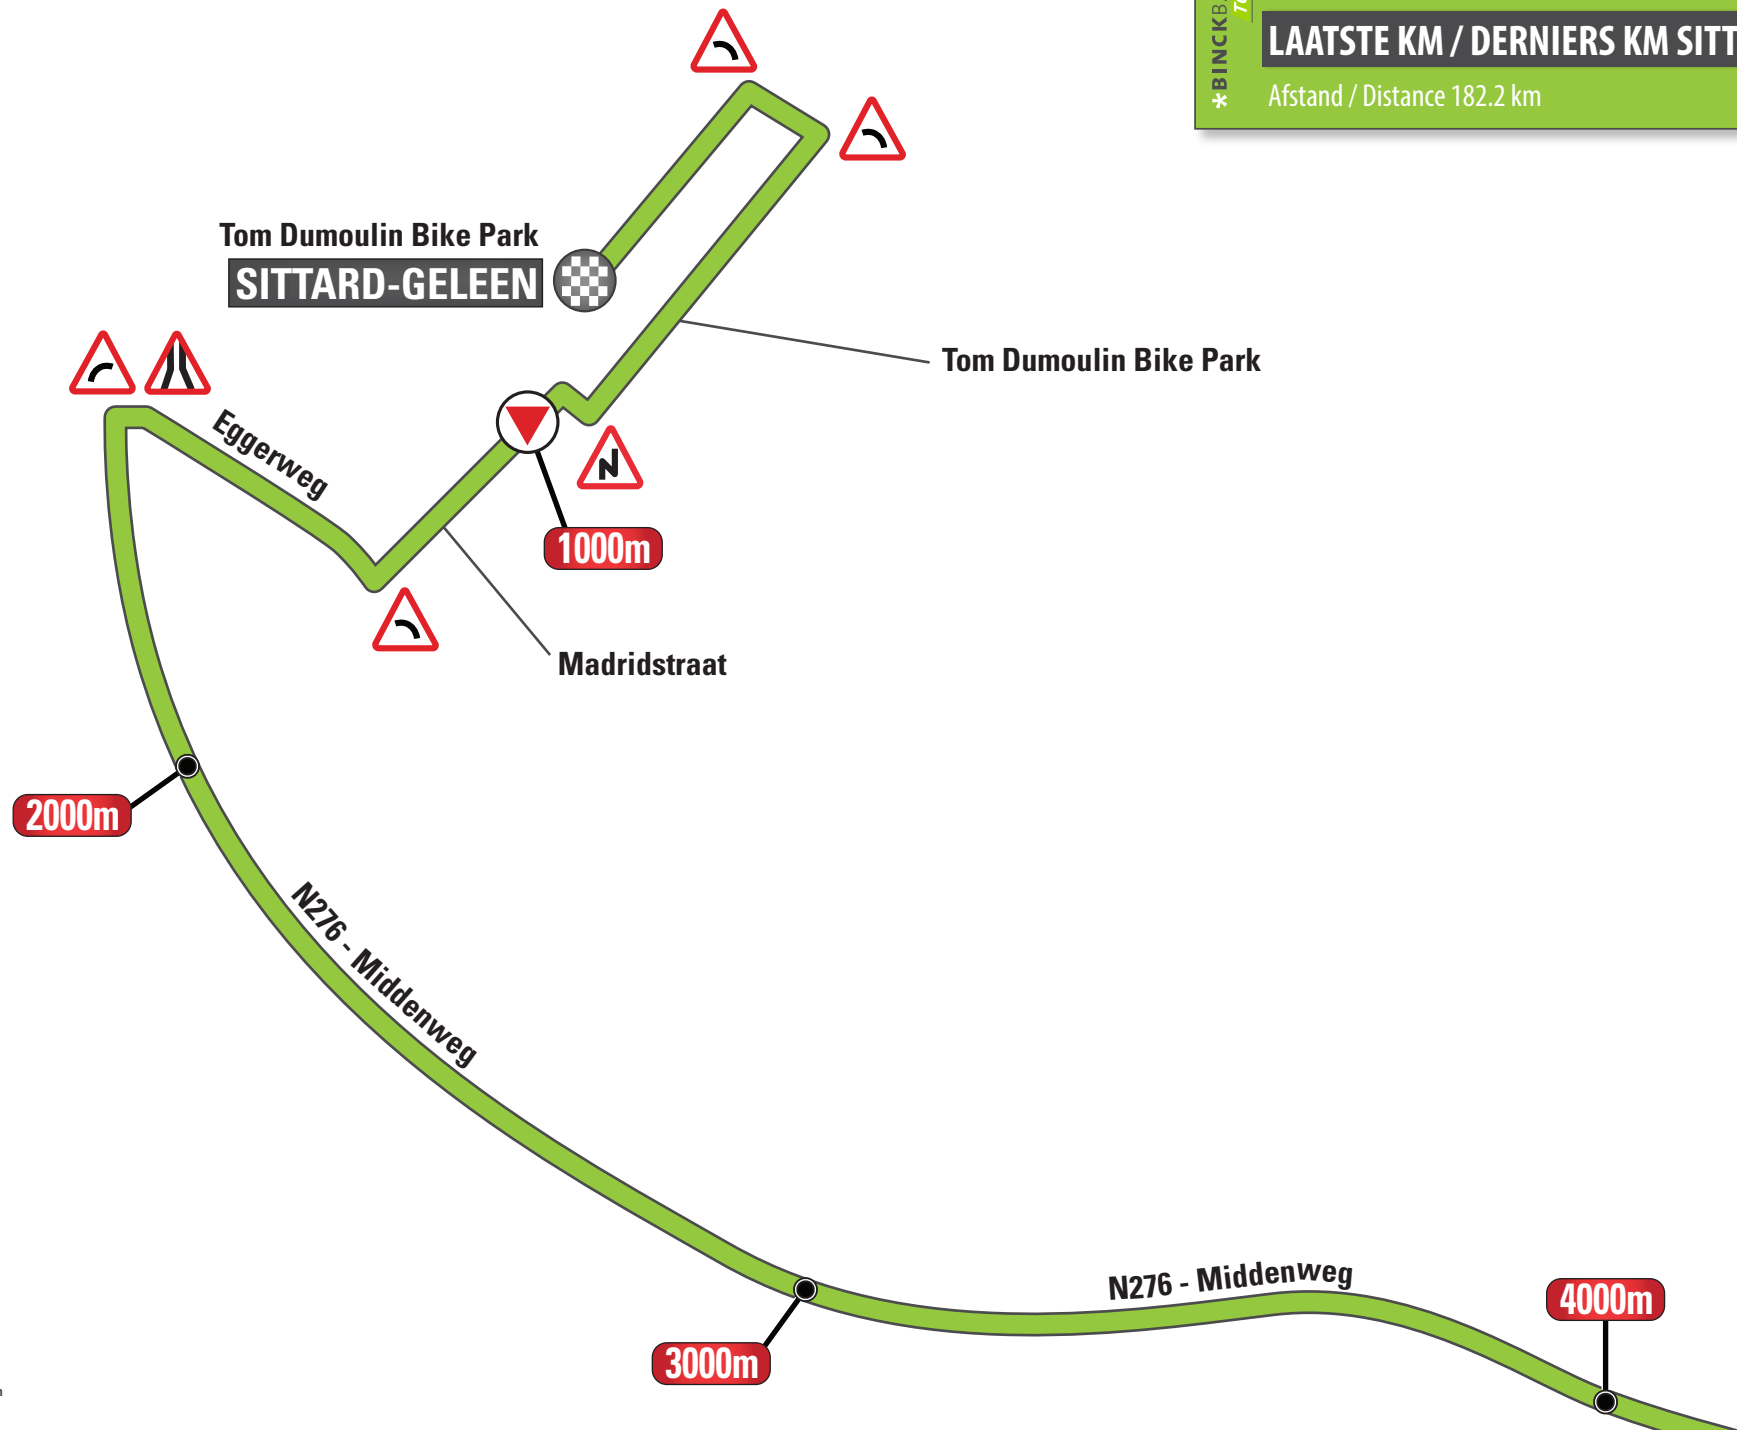 *BINCKB
LAATSTE KM / DERNIERS KM SITT
Afstand / Distance 182.2 km
Tom Dumoulin Bike Park
SITTARD-GELEEN
Tom Dumoulin Bike Park
Eggerweg
1000m
Madridstraat
2000m
N276 - Middenweg
N276 - Middenweg
4000m
3000m